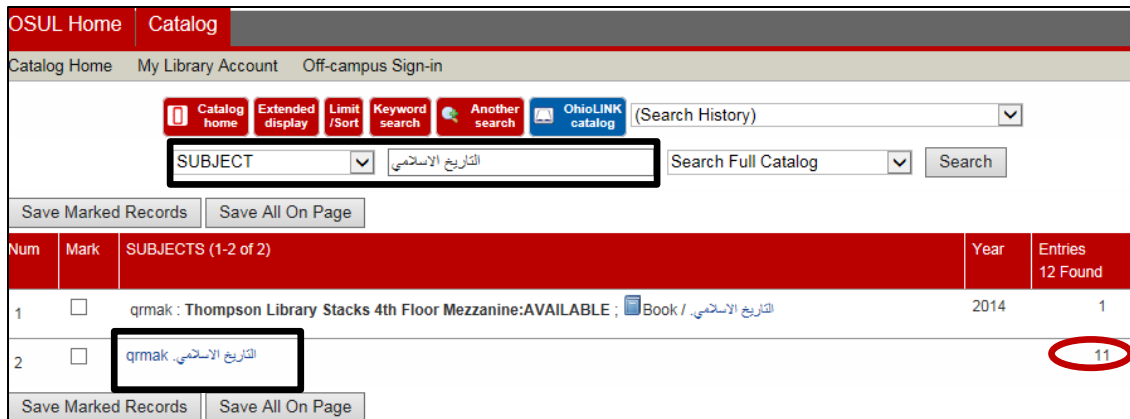 OSUL Home Catalog
Catalog Home My Library Account Off-campus Sign-in
Catalog home Extended display Limit /Sort Keyword search Another search OhioLINK catalog (Search History)
SUBJECT التاريخ الاسلامي Search Full Catalog Search
Save Marked Records Save All On Page
Num Mark SUBJECTS (1-2 of 2) Year Entries 12 Found
1 qrmak : Thompson Library Stacks 4th Floor Mezzanine:AVAILABLE ; Book / التاريخ الاسلامي. 2014 1
2 qrmak .التاريخ الاسلامي 11
Save Marked Records Save All On Page